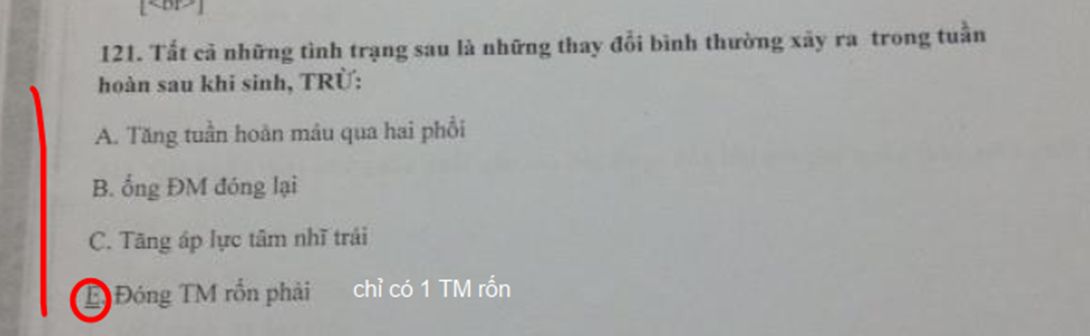 [<br>]
121. Tất cả những tình trạng sau là những thay đổi bình thường xảy ra trong tuần
hoàn sau khi sinh, TRỪ:
A. Tăng tuần hoàn máu qua hai phổi
B. ống ĐM đóng lại
C. Tăng áp lực tâm nhĩ trái
E. Đóng TM rốn phải chỉ có 1 TM rốn